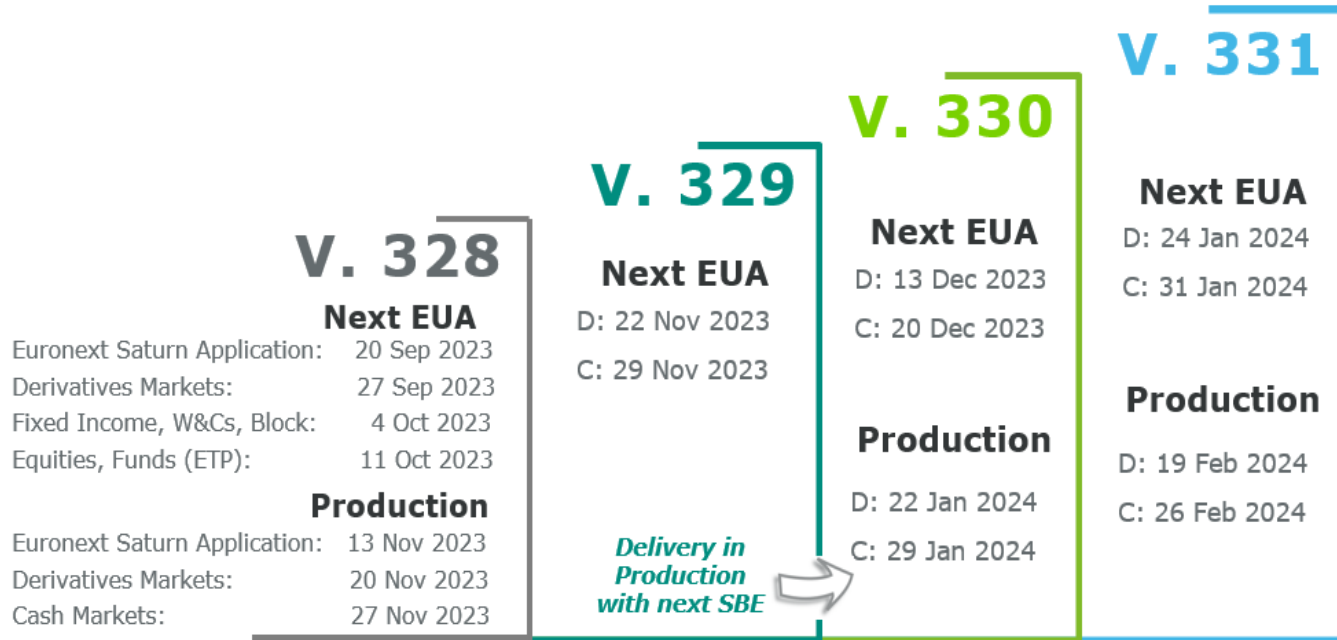 V. 328
Next EUA
Euronext Saturn Application: 20 Sep 2023
Derivatives Markets: 27 Sep 2023
Fixed Income, W&Cs, Block: 4 Oct 2023
Equities, Funds (ETP): 11 Oct 2023
Production
Euronext Saturn Application: 13 Nov 2023
Derivatives Markets: 20 Nov 2023
Cash Markets: 27 Nov 2023
V. 329
Next EUA
D: 22 Nov 2023
C: 29 Nov 2023
Delivery in
Production
with next SBE
V. 330
Next EUA
D: 13 Dec 2023
C: 20 Dec 2023
Production
D: 22 Jan 2024
C: 29 Jan 2024
V. 331
Next EUA
D: 24 Jan 2024
C: 31 Jan 2024
Production
D: 19 Feb 2024
C: 26 Feb 2024